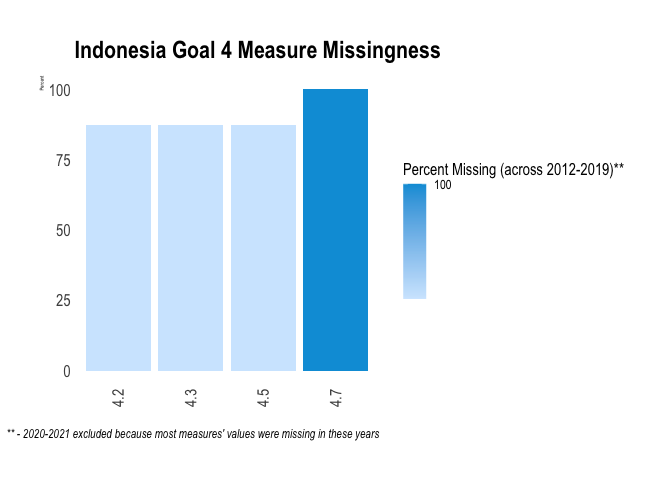 Indonesia Goal 4 Measure Missingness
Percent
100
75
50
25
0
4.2
4.3
4.5
4.7
Percent Missing (across 2012-2019)**
100
** - 2020-2021 excluded because most measures' values were missing in these years